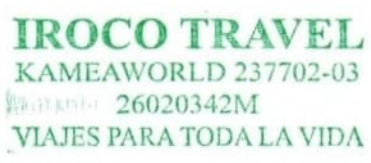 IROCO TRAVEL
KAMEAWORLD 237702-03
26020342M
VIAJES PARA TODA LA VIDA